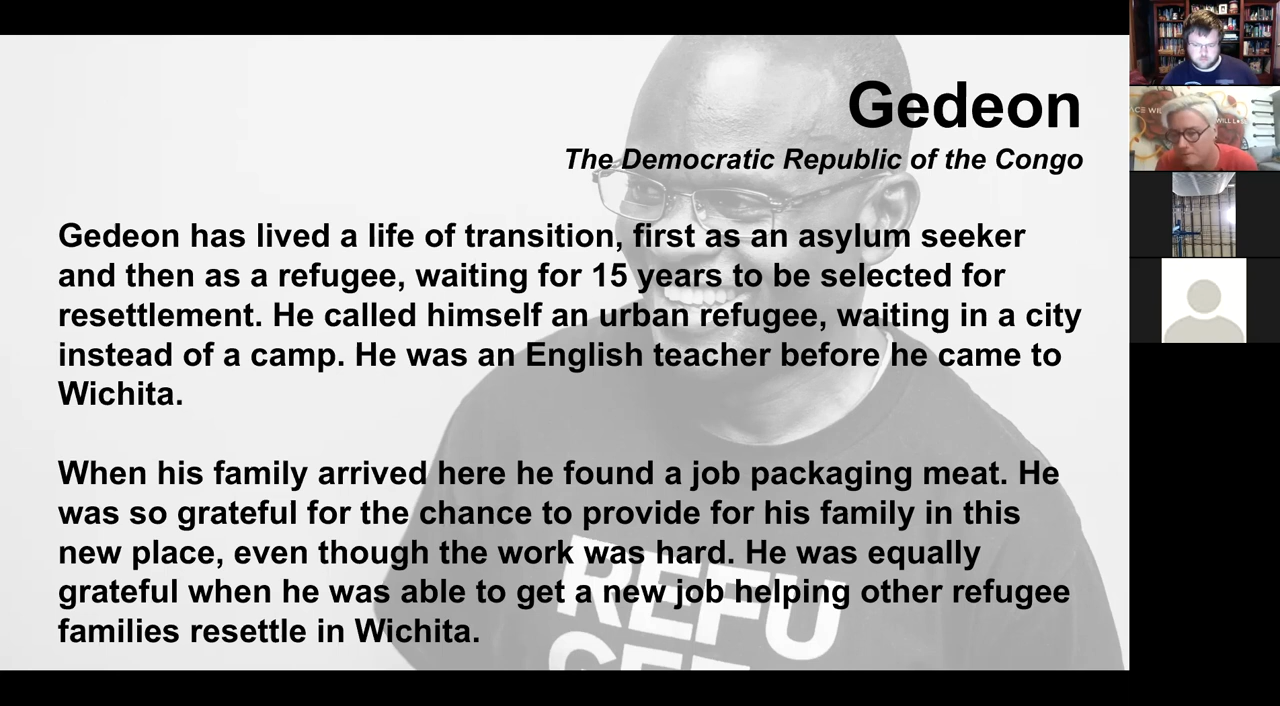 Gedeon
The Democratic Republic of the Congo
Gedeon has lived a life of transition, first as an asylum seeker
and then as a refugee, waiting for 15 years to be selected for
resettlement. He called himself an urban refugee, waiting in a city
instead of a camp. He was an English teacher before he came to
Wichita.
When his family arrived here he found a job packaging meat. He
was so grateful for the chance to provide for his family in this
new place, even though the work was hard. He was equally
grateful when he was able to get a new job helping other refugee
families resettle in Wichita.
REFU
GEE
WILL